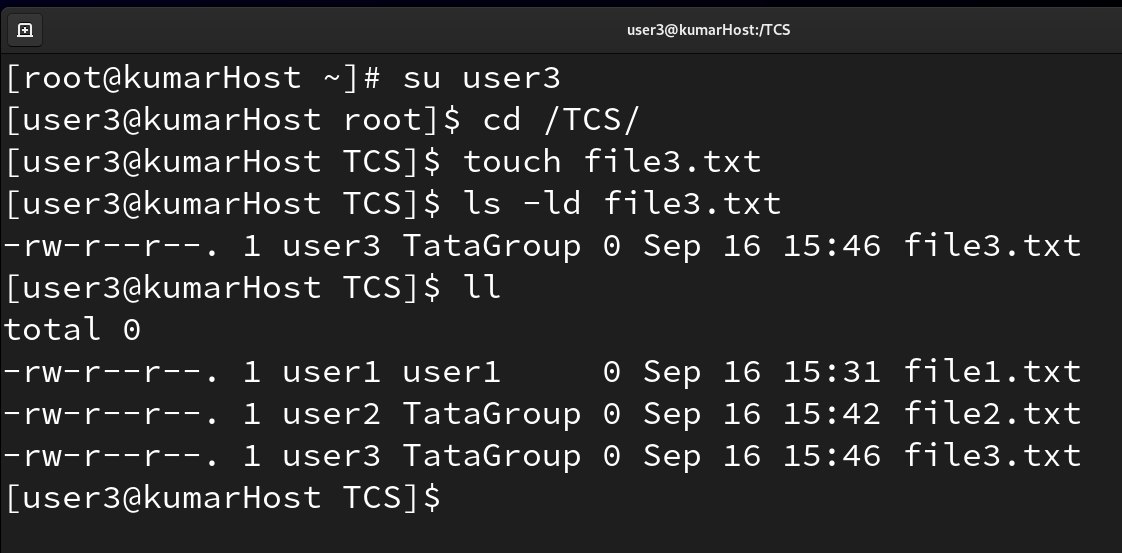 user3@kumarHost:/TCS
[root@kumarHost ~]# su user3
[user3@kumarHost root]$ cd /TCS/
[user3@kumarHost TCS]$ touch file3.txt
[user3@kumarHost TCS]$ ls -ld file3.txt
-rw-r--r--. 1 user3 TataGroup 0 Sep 16 15:46 file3.txt
[user3@kumarHost TCS]$ ll
total 0
-rw-r--r--. 1 user1 user1     0 Sep 16 15:31 file1.txt
-rw-r--r--. 1 user2 TataGroup 0 Sep 16 15:42 file2.txt
-rw-r--r--. 1 user3 TataGroup 0 Sep 16 15:46 file3.txt
[user3@kumarHost TCS]$